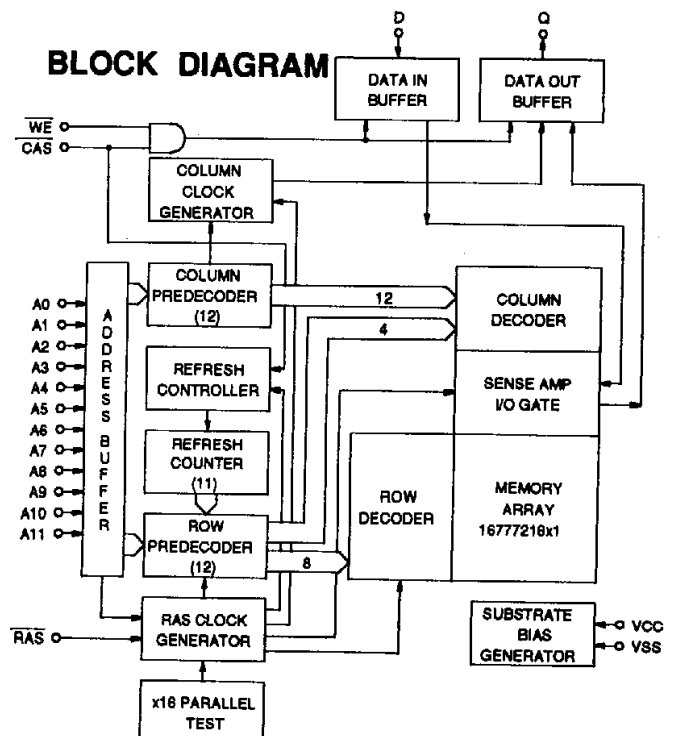 BLOCK DIAGRAM
D
Q
DATA IN
BUFFER
DATA OUT
BUFFER
WE
CAS
COLUMN
CLOCK
GENERATOR
COLUMN
PREDECODER
(12)
12
4
COLUMN
DECODER
A0
A1
A2
A3
A4
A5
A6
A7
A8
A9
A10
A11
ADDRESS BUFFER
REFRESH
CONTROLLER
SENSE AMP
I/O GATE
REFRESH
COUNTER
(11)
ROW
DECODER
MEMORY
ARRAY
16777216x1
ROW
PREDECODER
(12)
8
RAS
RAS CLOCK
GENERATOR
SUBSTRATE
BIAS
GENERATOR
VCC
VSS
x16 PARALLEL
TEST